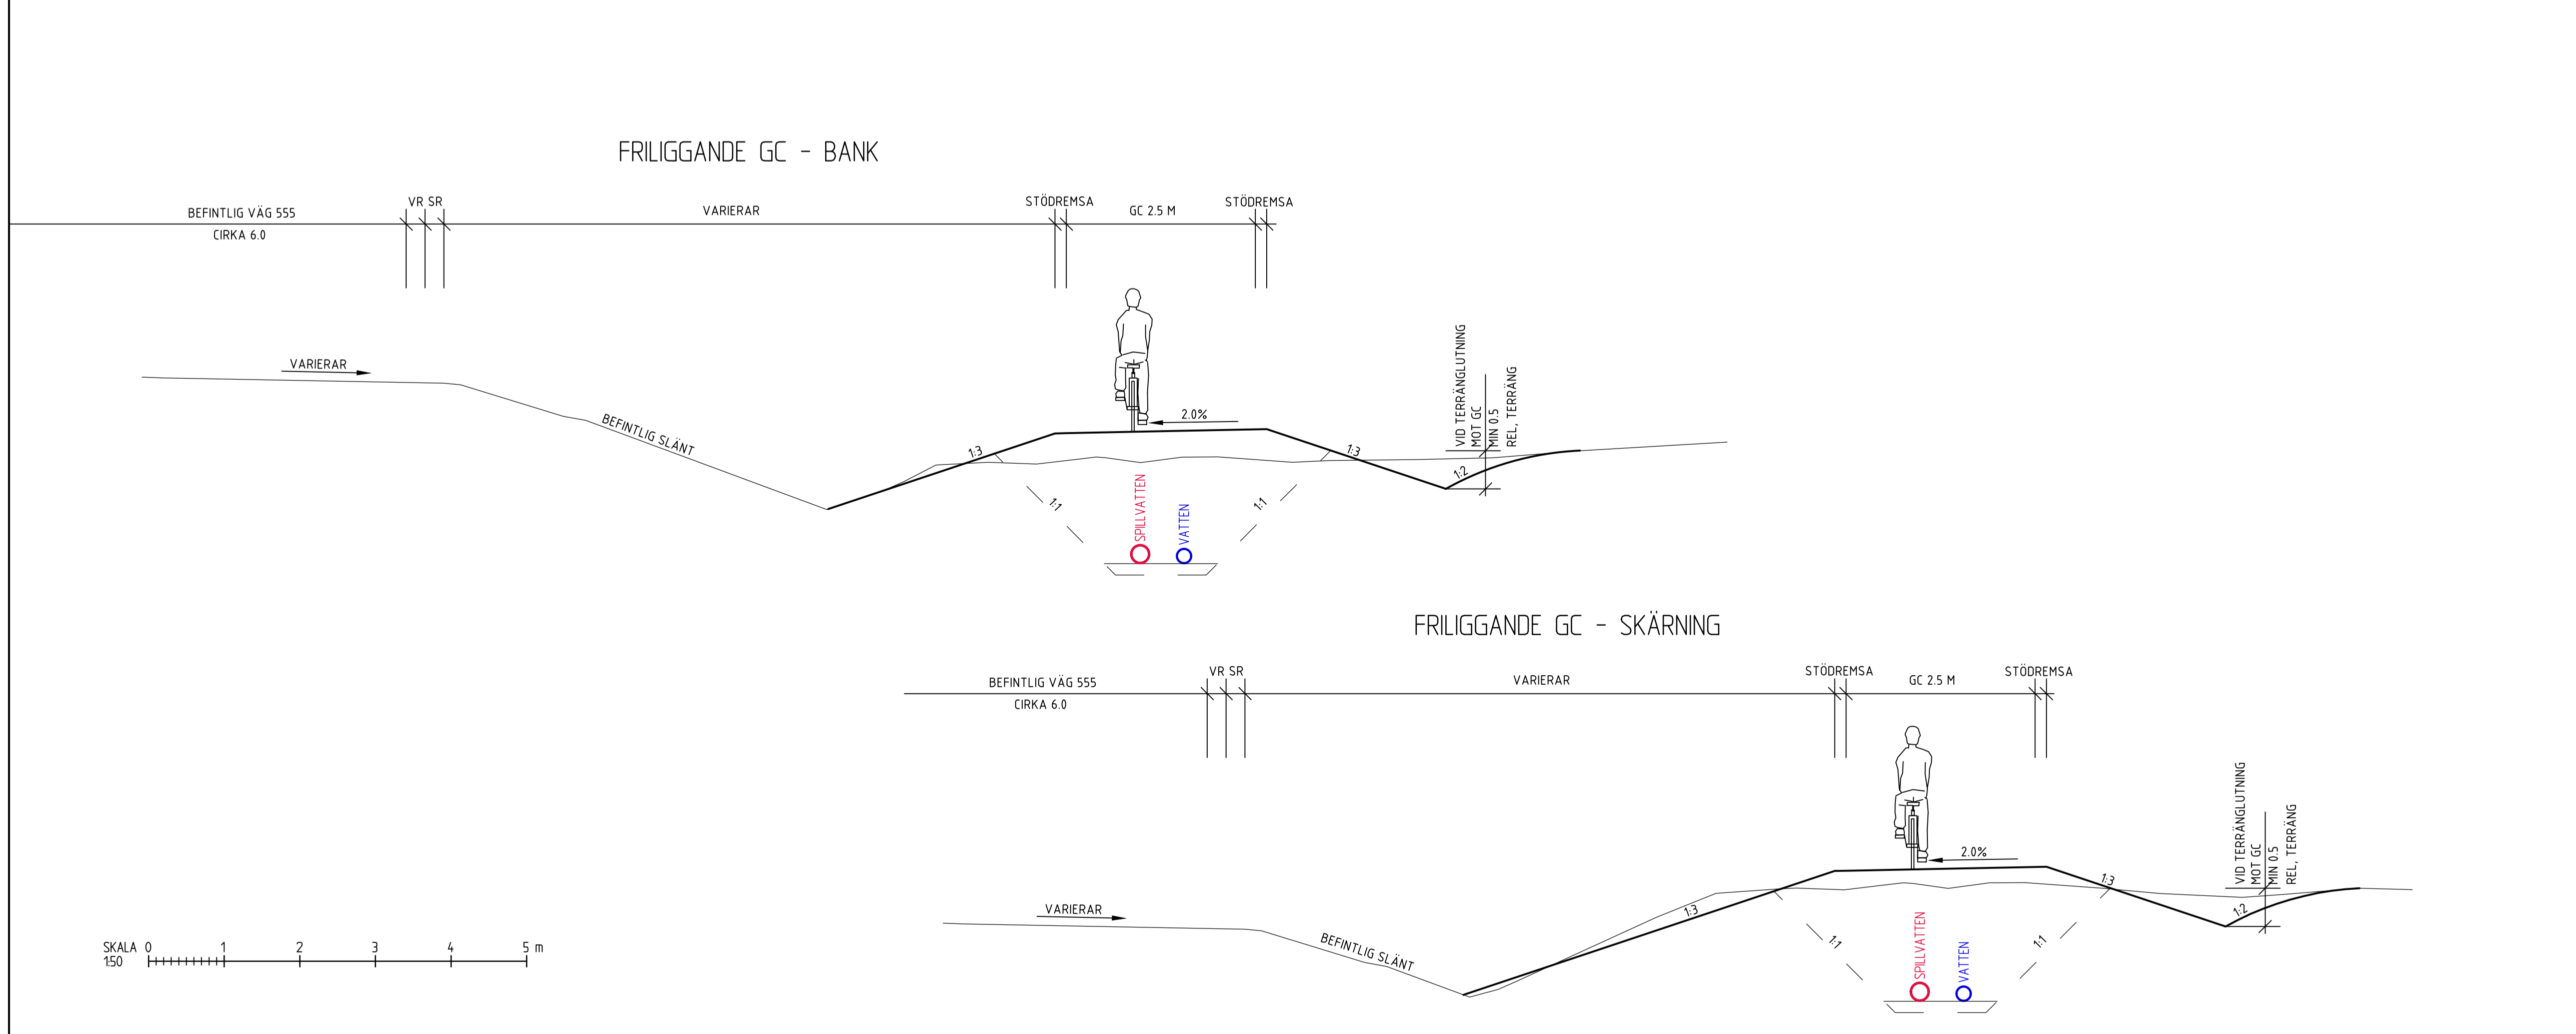 FRILIGGANDE GC - BANK
BEFINTLIG VÄG 555
CIRKA 6.0
VR SR
VARIERAR
STÖDREMSA
GC 2.5 M
STÖDREMSA
VARIERAR
BEFINTLIG SLÄNT
1:3
2.0%
1:3
1:2
VID TERRÄNGLUTNING
MOT GC
MIN 0.5
REL, TERRÄNG
1:1
SPILLVATTEN
VATTEN
1:1
FRILIGGANDE GC - SKÄRNING
BEFINTLIG VÄG 555
CIRKA 6.0
VR SR
VARIERAR
STÖDREMSA
GC 2.5 M
STÖDREMSA
VARIERAR
BEFINTLIG SLÄNT
1:3
2.0%
1:3
1:2
VID TERRÄNGLUTNING
MOT GC
MIN 0.5
REL, TERRÄNG
1:1
SPILLVATTEN
VATTEN
1:1
SKALA 0 1 2 3 4 5 m
1:50